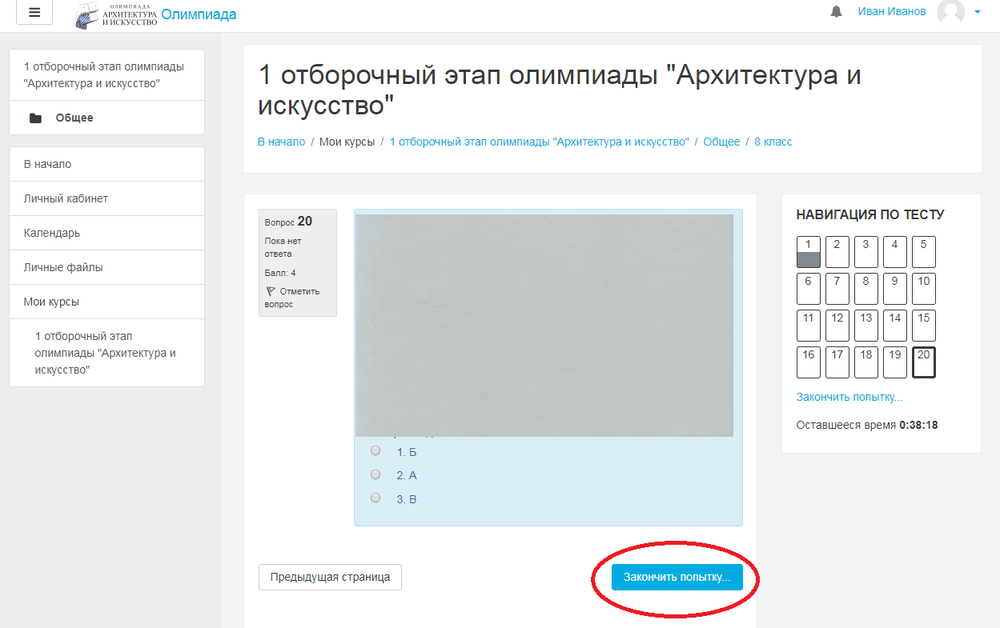 ОЛИМПИАДА
АРХИТЕКТУРА
И ИСКУССТВО
Олимпиада
Иван Иванов
1 отборочный этап олимпиады
"Архитектура и искусство"
Общее
В начало
Личный кабинет
Календарь
Личные файлы
Мои курсы
1 отборочный этап
олимпиады "Архитектура и
искусство"
1 отборочный этап олимпиады "Архитектура и
искусство"
В начало / Мои курсы / 1 отборочный этап олимпиады "Архитектура и искусство" / Общее / 8 класс
Вопрос 20
Пока нет
ответа
Балл: 4
Отметить
вопрос
1. Б
2. А
3. В
Предыдущая страница
Закончить попытку...
НАВИГАЦИЯ ПО ТЕСТУ
1 2 3 4 5
6 7 8 9 10
11 12 13 14 15
16 17 18 19 20
Закончить попытку...
Оставшееся время 0:38:18